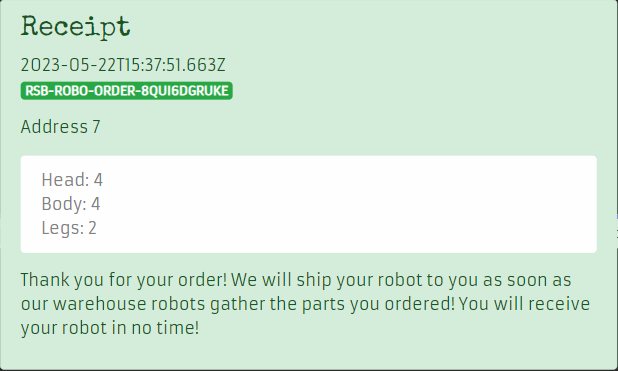 Receipt
2023-05-22T15:37:51.663Z
RSB-ROBO-ORDER-8QUI6DGRUKE
Address 7
Head: 4
Body: 4
Legs: 2
Thank you for your order! We will ship your robot to you as soon as
our warehouse robots gather the parts you ordered! You will receive
your robot in no time!